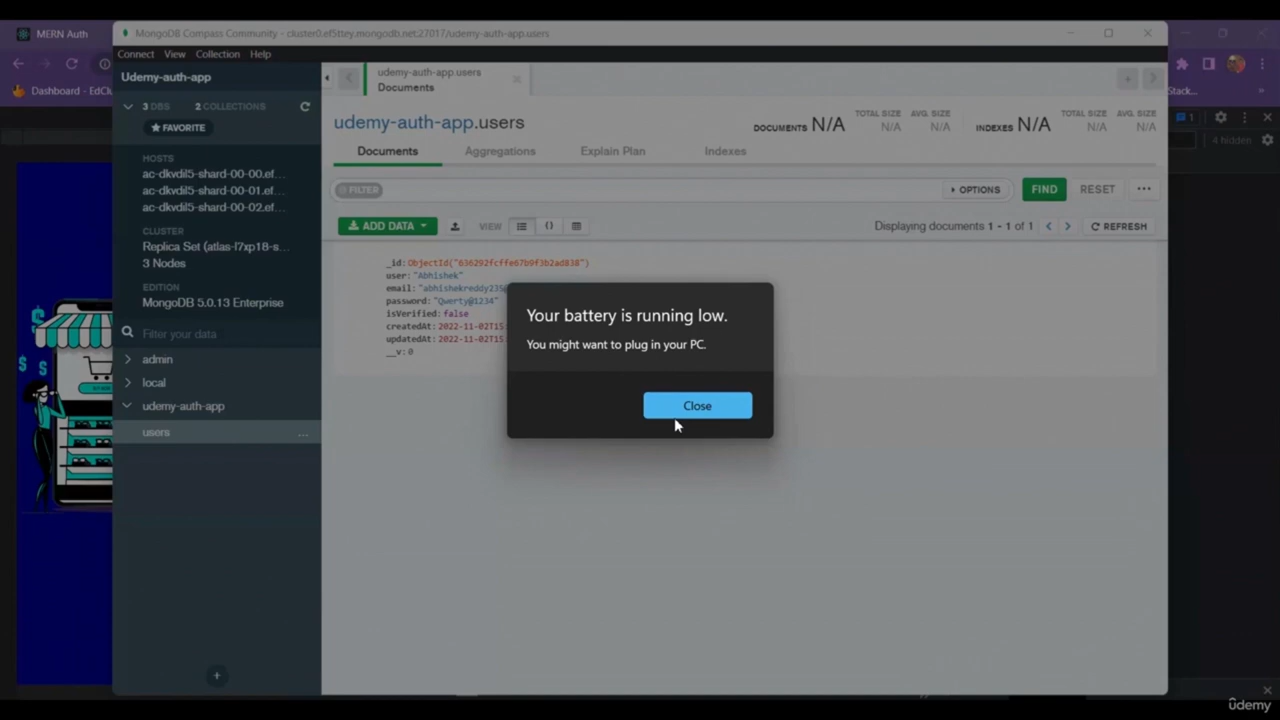 MERN Auth
MongoDB Compass Community - cluster0.ef5ttey.mongodb.net:27017/udemy-auth-app.users
Connect View Collection Help
Dashboard - EdCl
Stack...
Udemy-auth-app
3 DBS 2 COLLECTIONS
FAVORITE
HOSTS
ac-dkvdil5-shard-00-00.ef...
ac-dkvdil5-shard-00-01.ef...
ac-dkvdil5-shard-00-02.ef...
CLUSTER
Replica Set (atlas-l7xp18-s...
3 Nodes
EDITION
MongoDB 5.0.13 Enterprise
Filter your data
admin
local
udemy-auth-app
users ...
udemy-auth-app.users
Documents
udemy-auth-app.users
DOCUMENTS N/A TOTAL SIZE N/A AVG. SIZE N/A INDEXES N/A TOTAL SIZE N/A AVG. SIZE N/A
Documents Aggregations Explain Plan Indexes
FILTER OPTIONS FIND RESET ...
ADD DATA VIEW {} Displaying documents 1 - 1 of 1 REFRESH
_id: ObjectId("636292fcffe67b9f3b2ad838")
user: "Abhishek"
email: "abhishekreddy235@
password: "Qwerty@1234"
isVerified: false
createdAt: 2022-11-02T15:
updatedAt: 2022-11-02T15:
__v: 0
Your battery is running low.
You might want to plug in your PC.
Close
1
4 hidden
udemy